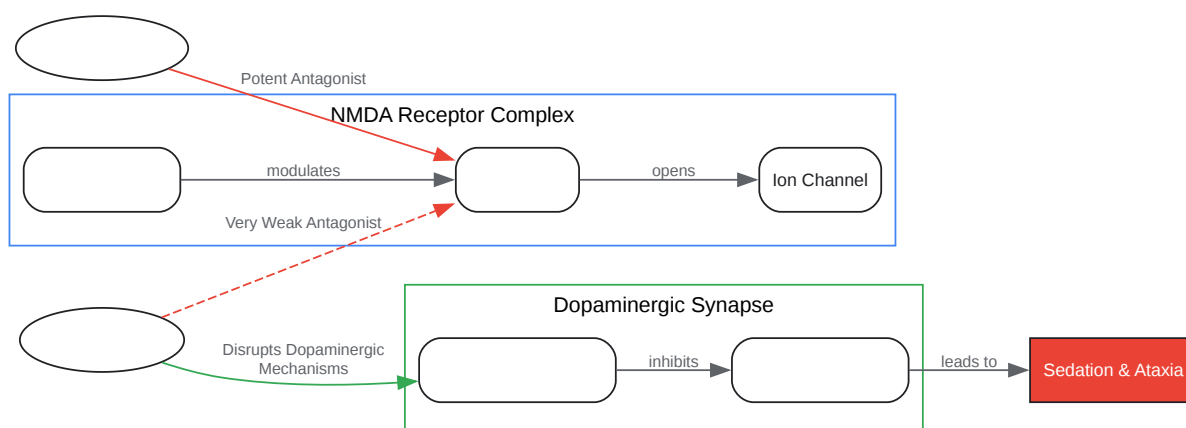 Potent Antagonist
NMDA Receptor Complex
modulates
opens
Ion Channel
Very Weak Antagonist
Dopaminergic Synapse
Disrupts Dopaminergic
Mechanisms
inhibits
leads to
Sedation & Ataxia